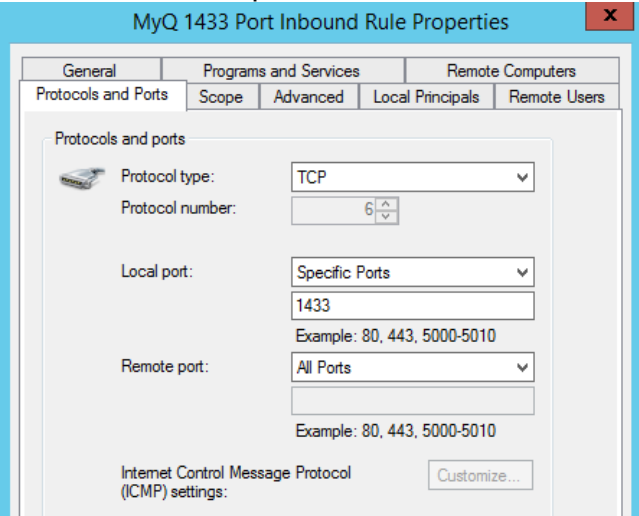 MyQ 1433 Port Inbound Rule Properties
x
General Programs and Services Remote Computers
Protocols and Ports Scope Advanced Local Principals Remote Users
Protocols and ports
Protocol type: TCP
Protocol number: 6
Local port: Specific Ports
1433
Example: 80, 443, 5000-5010
Remote port: All Ports
Example: 80, 443, 5000-5010
Internet Control Message Protocol Customize...
(ICMP) settings: